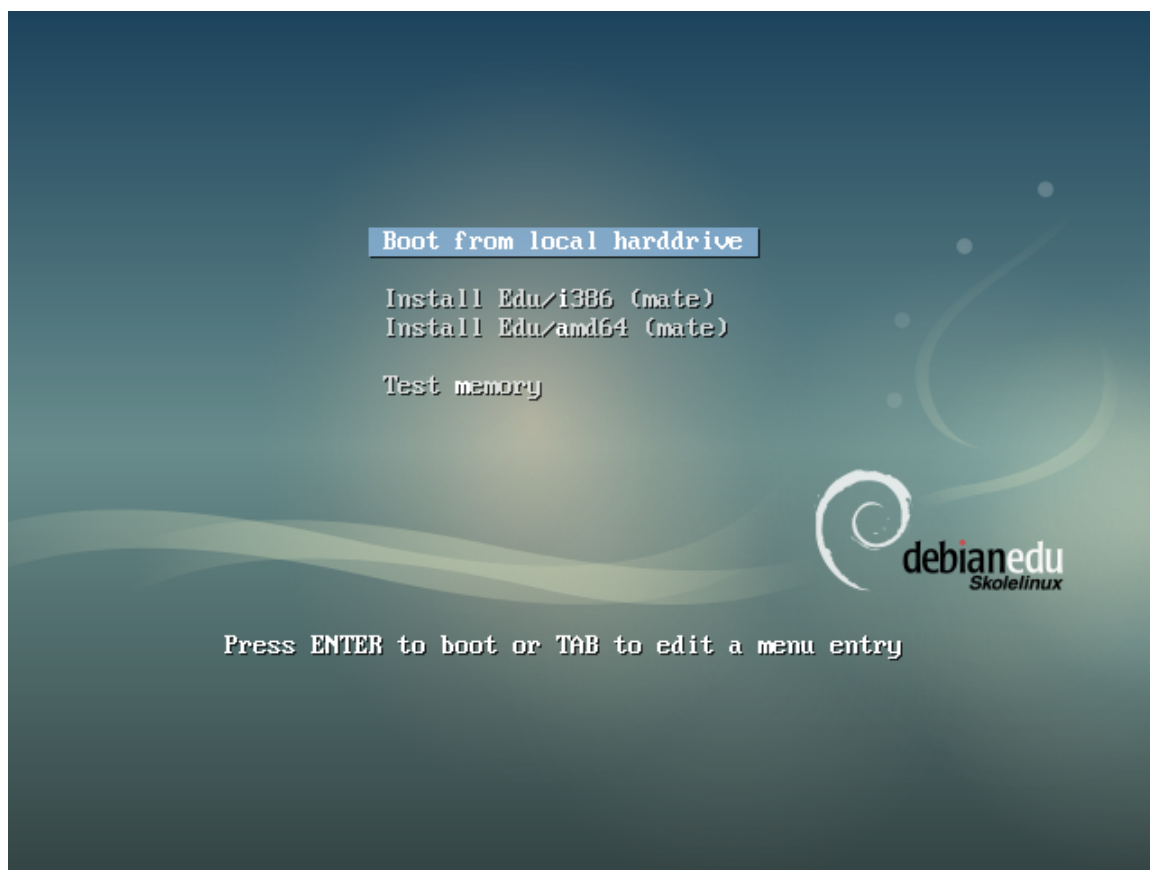 Boot from local harddrive
Install Edu/i386 (mate)
Install Edu/amd64 (mate)
Test memory
debianedu
Skolelinux
Press ENTER to boot or TAB to edit a menu entry